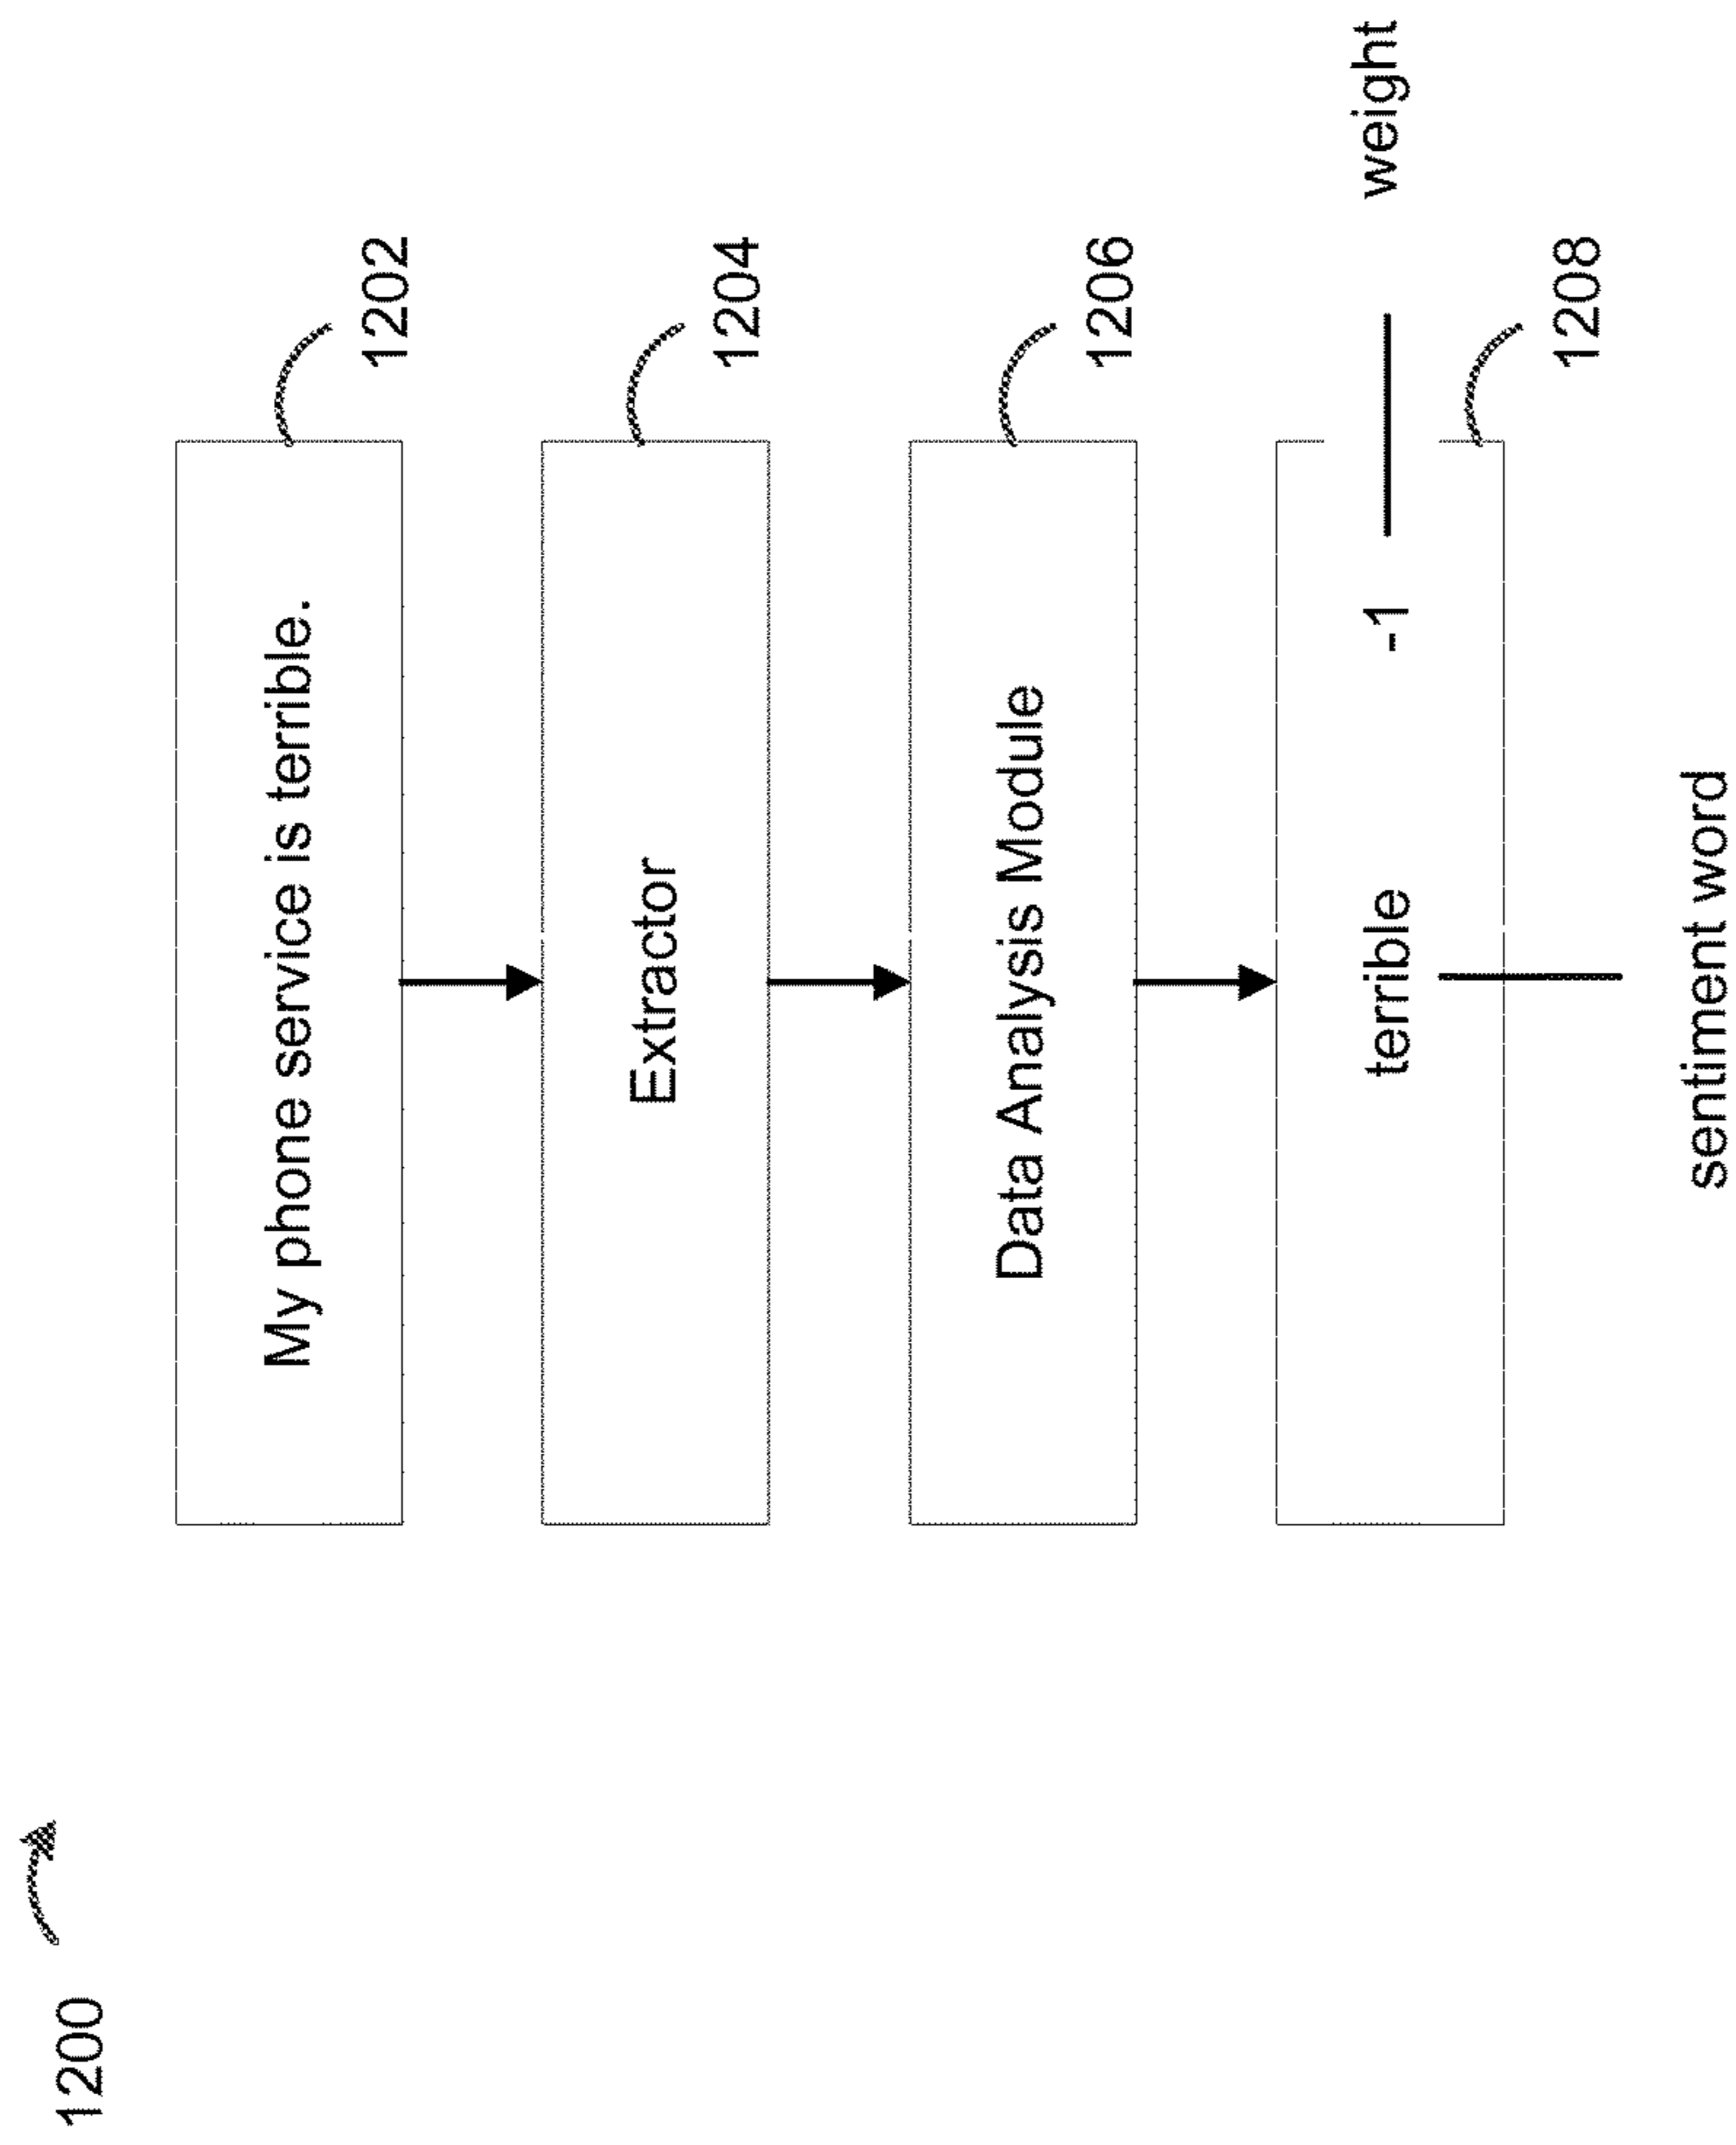 1200
My phone service is terrible.
1202
Extractor
1204
Data Analysis Module
1206
terrible -1 weight
1208
sentiment word